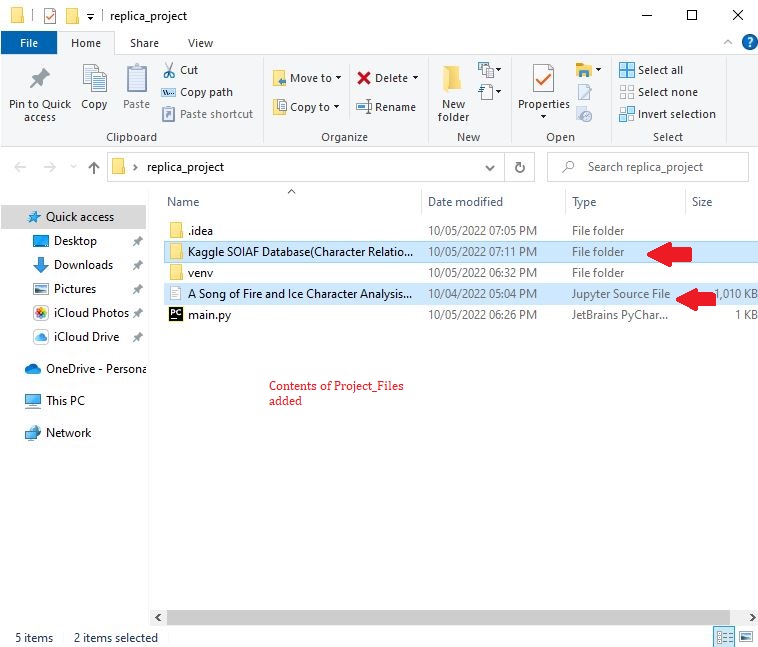 replica_project
File Home Share View
Pin to Quick access
Copy
Paste
Cut
Copy path
Paste shortcut
Clipboard
Move to
Copy to
Delete
Rename
Organize
New folder
New
Properties
Open
Select all
Select none
Invert selection
Select
replica_project
Search replica_project
Name Date modified Type Size
Quick access
Desktop
Downloads
Pictures
iCloud Photos
iCloud Drive
OneDrive - Persona
This PC
Network
.idea 10/05/2022 07:05 PM File folder
Kaggle SOIAF Database(Character Relatio... 10/05/2022 07:11 PM File folder
venv 10/05/2022 06:32 PM File folder
A Song of Fire and Ice Character Analysis... 10/04/2022 05:04 PM Jupyter Source File 1,010 KB
main.py 10/05/2022 06:26 PM JetBrains PyChar... 1 KB
Contents of Project_Files
added
5 items 2 items selected